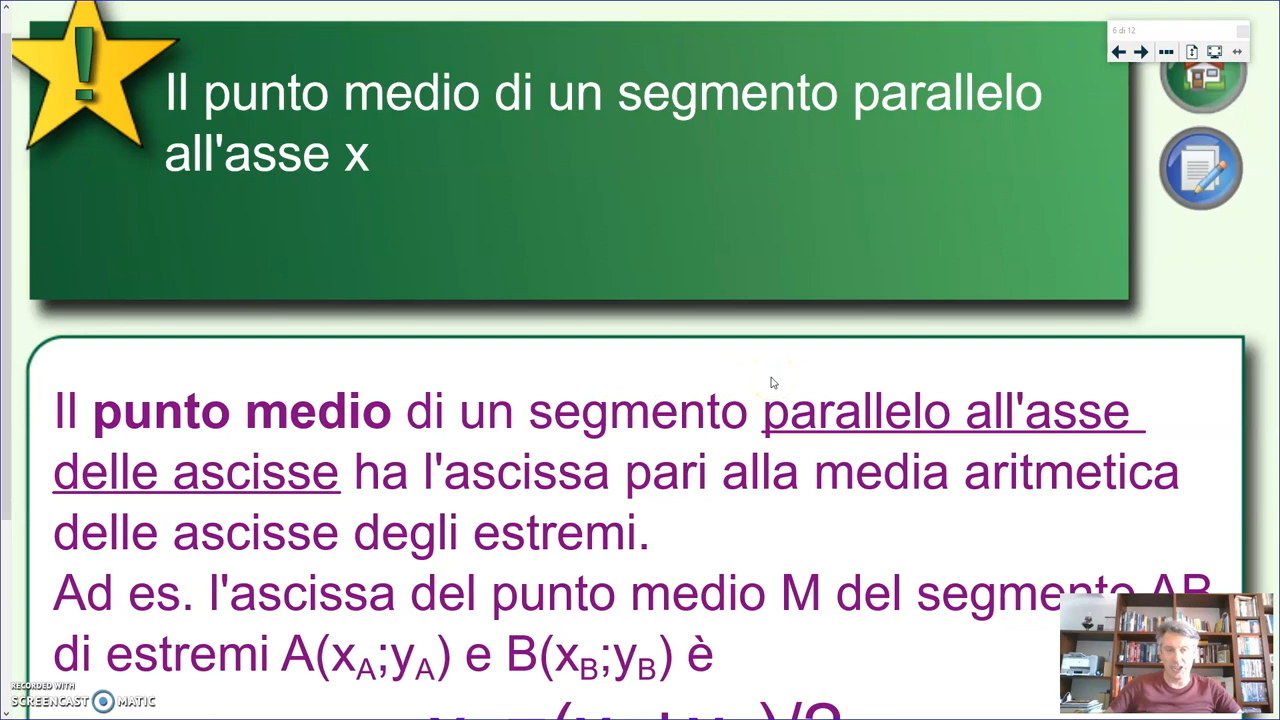 6 di 12
Il punto medio di un segmento parallelo
all'asse x
Il punto medio di un segmento parallelo all'asse
delle ascisse ha l'ascissa pari alla media aritmetica
delle ascisse degli estremi.
Ad es. l'ascissa del punto medio M del segmento AB
di estremi A(xA;yA) e B(xB;yB) è
RECORDED WITH
SCREENCAST MATIC